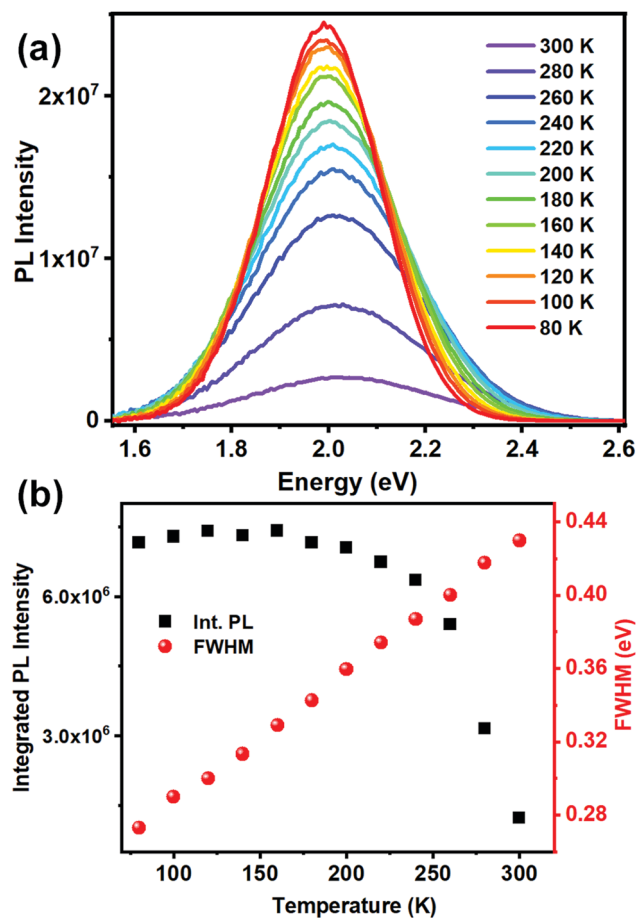 (a)
PL Intensity
2x10⁷
1x10⁷
0
300 K
280 K
260 K
240 K
220 K
200 K
180 K
160 K
140 K
120 K
100 K
80 K
1.6 1.8 2.0 2.2 2.4 2.6
Energy (eV)
(b)
Integrated PL Intensity
6.0x10⁶
3.0x10⁶
Int. PL
FWHM
0.44
0.40
0.36
0.32
0.28
FWHM (eV)
100 150 200 250 300
Temperature (K)